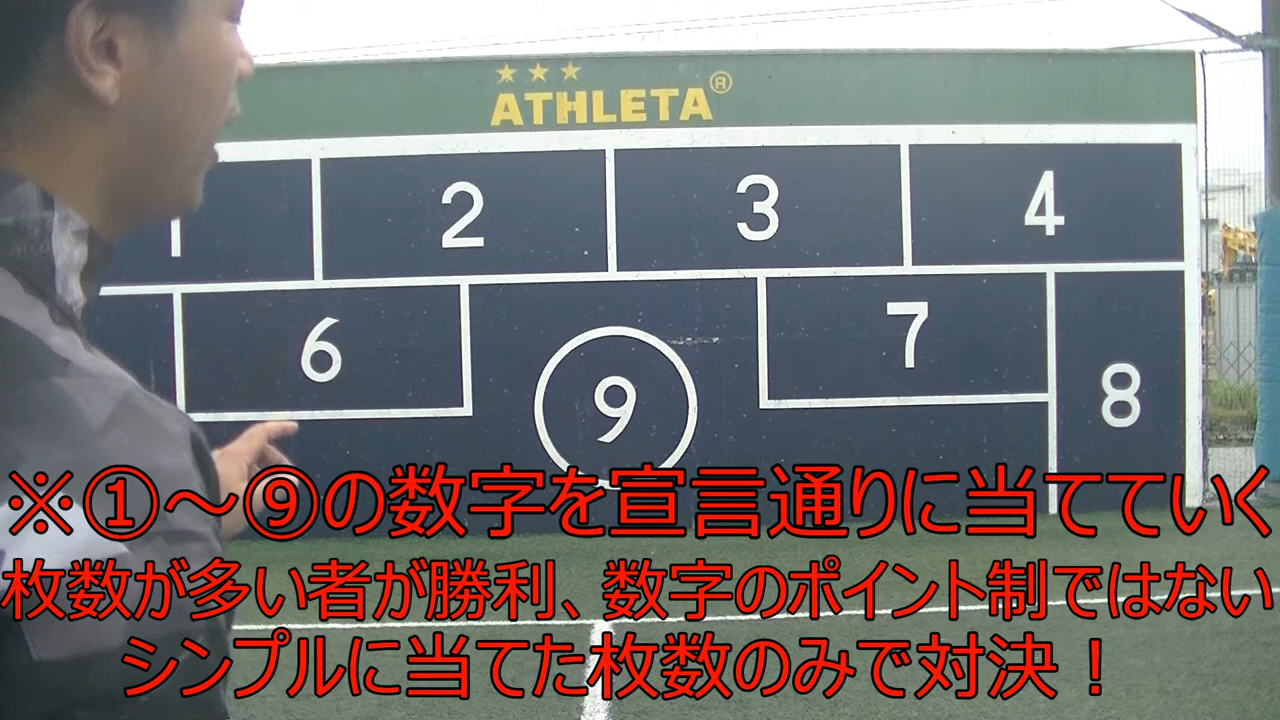 ★★★
ATHLETA®
1 2 3 4
6 9 7 8
※①～⑨の数字を宣言通りに当てていく
枚数が多い者が勝利、数字のポイント制ではない
シンプルに当てた枚数のみで対決！